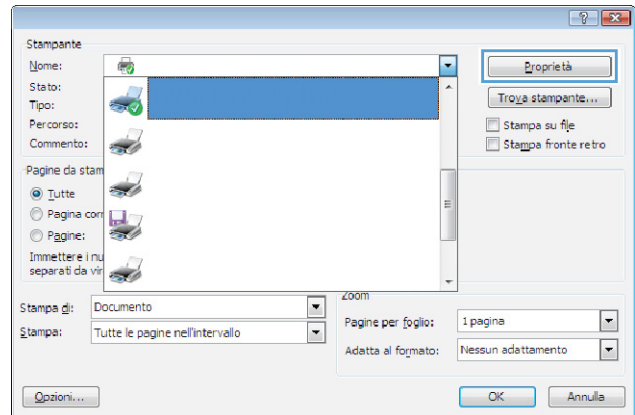 Stampante
Nome:
Proprietà
Stato:
Tipo:
Trova stampante...
Percorso:
Stampa su file
Commento:
Stampa fronte retro
Pagine da stam
Tutte
Pagina corr
Pagine:
Immettere i nu
separati da vir
Zoom
Stampa di: Documento
Pagine per foglio: 1 pagina
Stampa: Tutte le pagine nell'intervallo
Adatta al formato: Nessun adattamento
Opzioni...
OK
Annulla